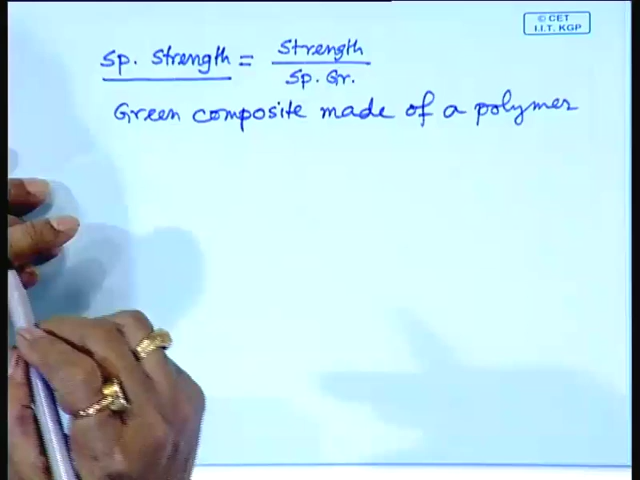 © CET
I.I.T. KGP
Sp. Strength = Strength / Sp. Gr.
Green composite made of a polymer